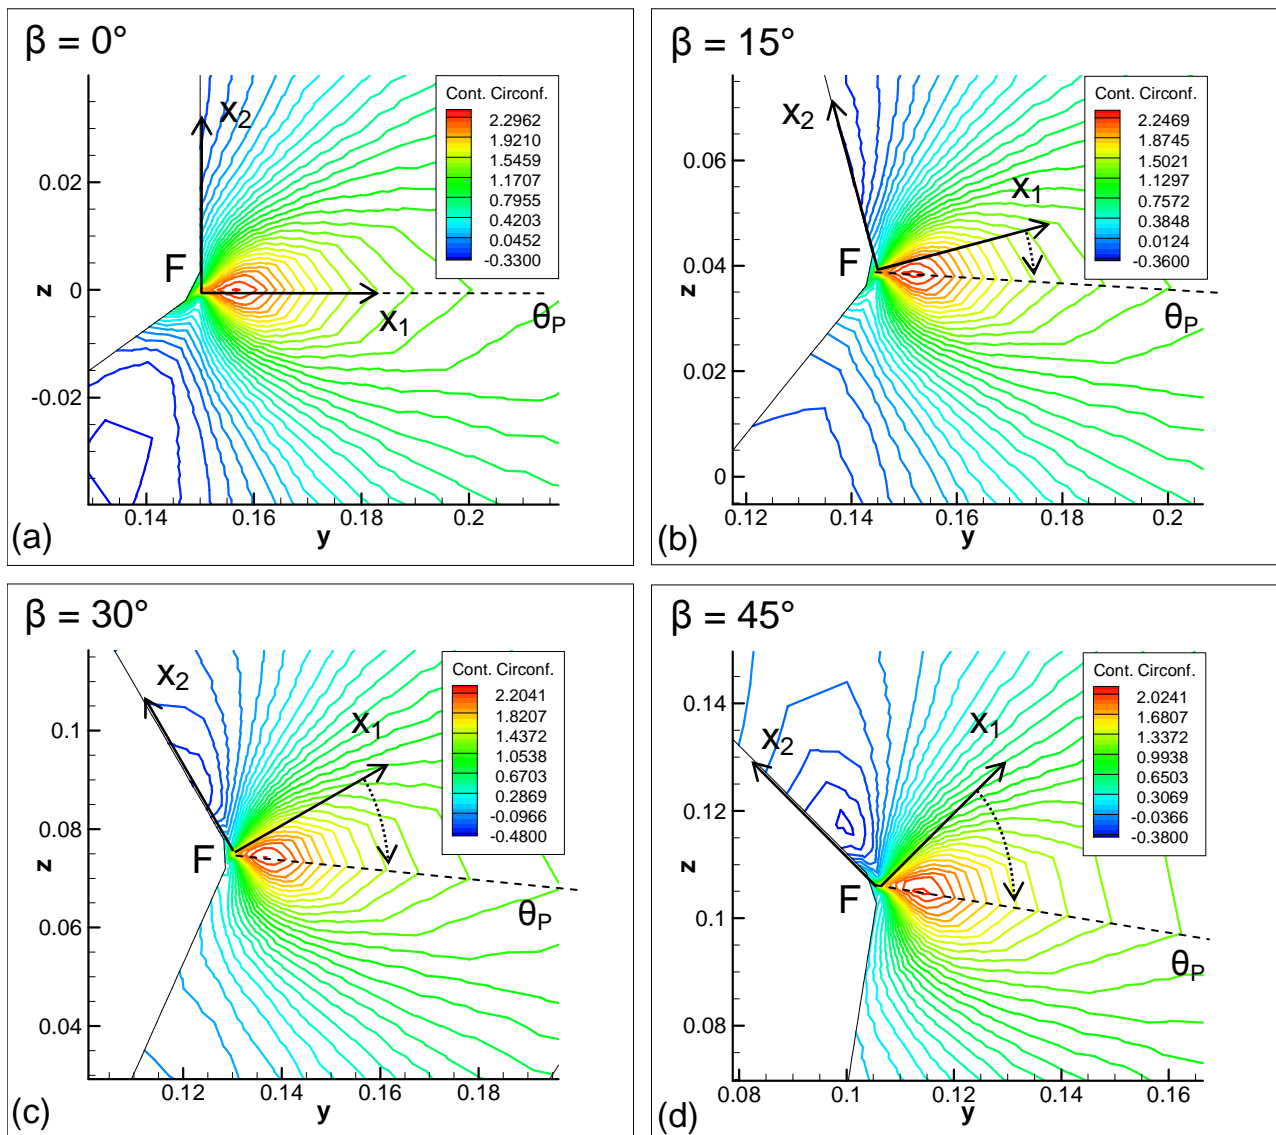 β = 0°
Cont. Circonf.
2.2962
1.9210
1.5459
1.1707
0.7955
0.4203
0.0452
-0.3300
x2
F
x1
θP
0.02
0
-0.02
z
0.14 0.16 0.18 0.2
y
(a)
β = 15°
Cont. Circonf.
2.2469
1.8745
1.5021
1.1297
0.7572
0.3848
0.0124
-0.3600
x2
x1
F
θP
0.06
0.04
0.02
0
z
0.12 0.14 0.16 0.18 0.2
y
(b)
β = 30°
Cont. Circonf.
2.2041
1.8207
1.4372
1.0538
0.6703
0.2869
-0.0966
-0.4800
x2
x1
F
θP
0.1
0.08
0.06
0.04
z
0.12 0.14 0.16 0.18
y
(c)
β = 45°
Cont. Circonf.
2.0241
1.6807
1.3372
0.9938
0.6503
0.3069
-0.0366
-0.3800
x2
x1
F
θP
0.14
0.12
0.1
0.08
z
0.08 0.1 0.12 0.14 0.16
y
(d)